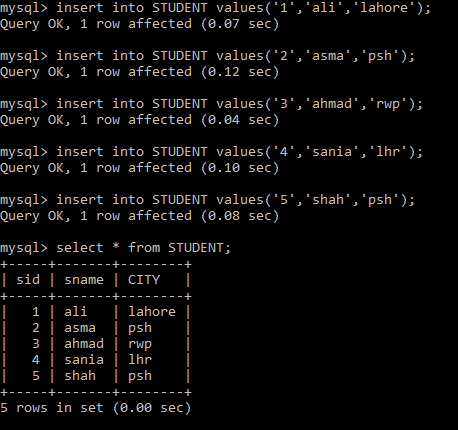 mysql> insert into STUDENT values('1','ali','lahore');
Query OK, 1 row affected (0.07 sec)
mysql> insert into STUDENT values('2','asma','psh');
Query OK, 1 row affected (0.12 sec)
mysql> insert into STUDENT values('3','ahmad','rwp');
Query OK, 1 row affected (0.04 sec)
mysql> insert into STUDENT values('4','sania','lhr');
Query OK, 1 row affected (0.10 sec)
mysql> insert into STUDENT values('5','shah','psh');
Query OK, 1 row affected (0.08 sec)
mysql> select * from STUDENT;
+-----+-------+--------+
| sid | sname | CITY   |
+-----+-------+--------+
|   1 | ali   | lahore |
|   2 | asma  | psh    |
|   3 | ahmad | rwp    |
|   4 | sania | lhr    |
|   5 | shah  | psh    |
+-----+-------+--------+
5 rows in set (0.00 sec)